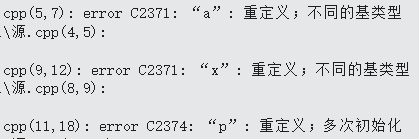 cpp(5,7): error C2371: “a”: 重定义；不同的基类型
\源.cpp(4,5):
cpp(9,12): error C2371: “x”: 重定义；不同的基类型
\源.cpp(8,9):
cpp(11,18): error C2374: “p”: 重定义；多次初始化